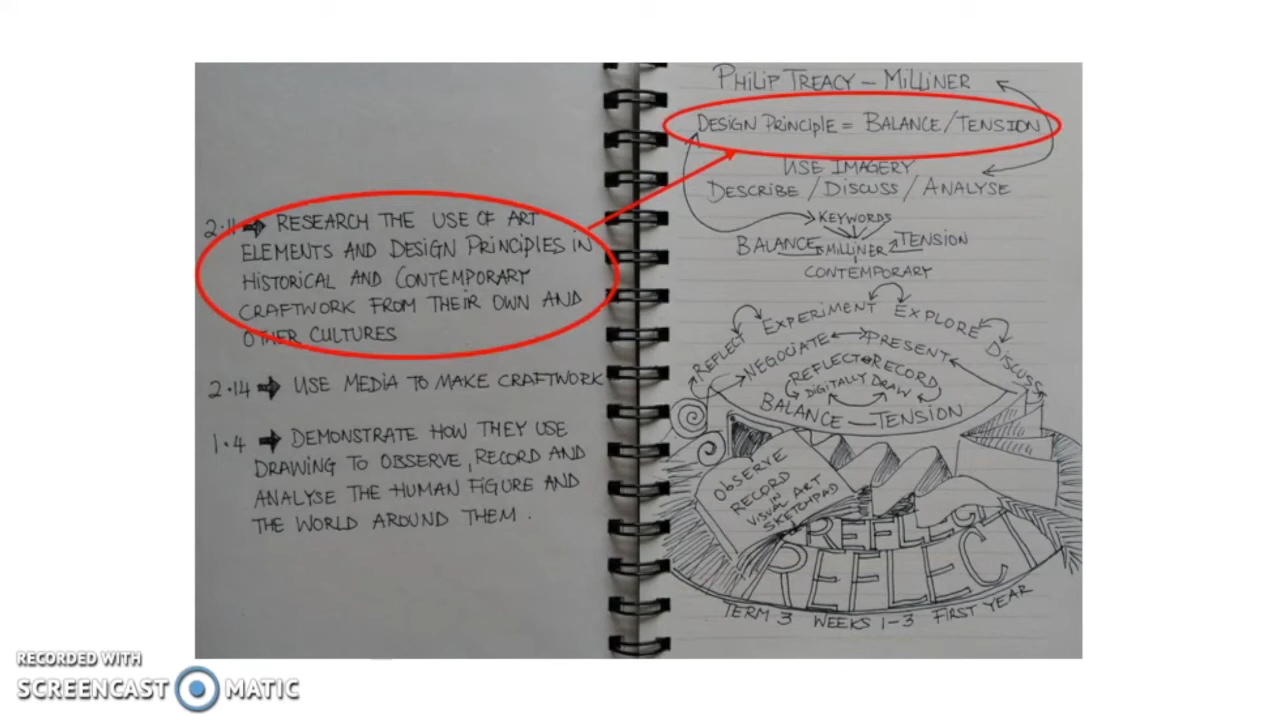 2.11 → RESEARCH THE USE OF ART
ELEMENTS AND DESIGN PRINCIPLES IN
HISTORICAL AND CONTEMPORARY
CRAFTWORK FROM THEIR OWN AND
OTHER CULTURES
2.14 → USE MEDIA TO MAKE CRAFTWORK
1.4 → DEMONSTRATE HOW THEY USE
DRAWING TO OBSERVE, RECORD AND
ANALYSE THE HUMAN FIGURE AND
THE WORLD AROUND THEM.
PHILIP TREACY – MILLINER
DESIGN PRINCIPLE = BALANCE/TENSION
USE IMAGERY
DESCRIBE / DISCUSS / ANALYSE
KEYWORDS
BALANCE MILLINER TENSION
CONTEMPORARY
REFLECT EXPERIMENT EXPLORE DISCUSS
NEGOCIATE PRESENT
REFLECT RECORD
DIGITALLY DRAW
BALANCE — TENSION
OBSERVE
RECORD
IN
VISUAL ART
SKETCHPAD
REFLECT
REFLECT
TERM 3 WEEKS 1-3 FIRST YEAR
RECORDED WITH
SCREENCAST MATIC